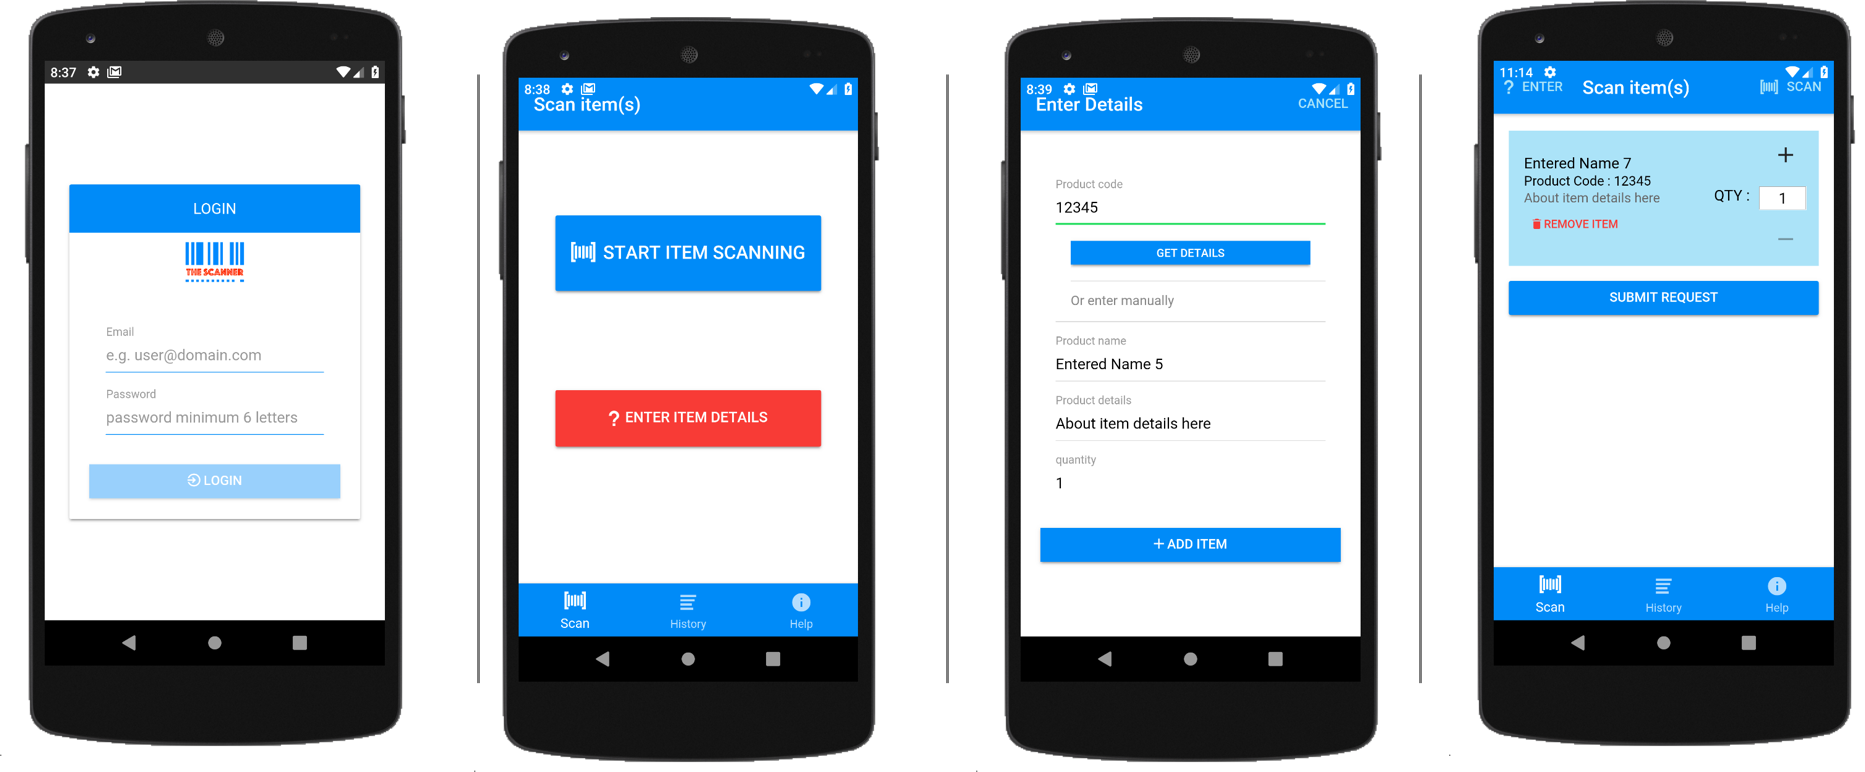 8:37
LOGIN
THE SCANNER
Email
e.g. user@domain.com
Password
password minimum 6 letters
LOGIN
8:38
Scan item(s)
START ITEM SCANNING
? ENTER ITEM DETAILS
Scan
History
Help
8:39
Enter Details
CANCEL
Product code
12345
GET DETAILS
Or enter manually
Product name
Entered Name 5
Product details
About item details here
quantity
1
+ ADD ITEM
11:14
? ENTER
Scan item(s)
SCAN
Entered Name 7
Product Code : 12345
About item details here
REMOVE ITEM
+
QTY :
1
−
SUBMIT REQUEST
Scan
History
Help